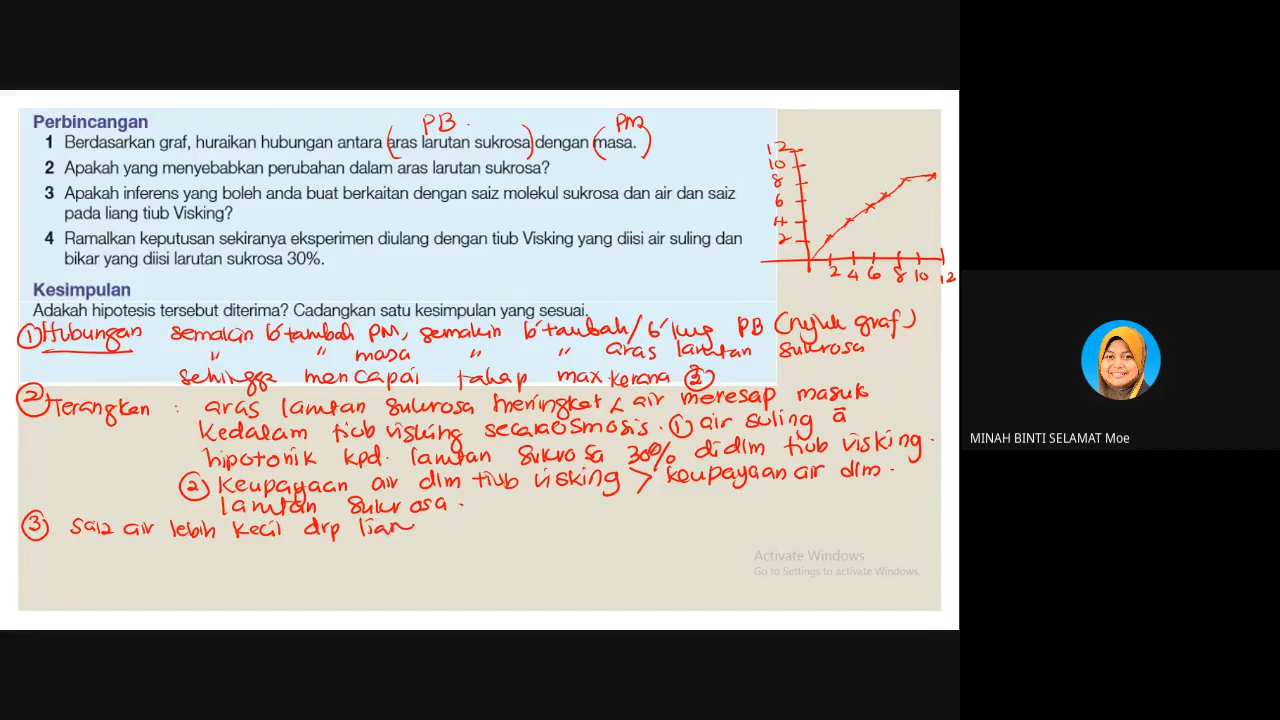 Perbincangan
PB
PM
1 Berdasarkan graf, huraikan hubungan antara (aras larutan sukrosa) dengan (masa.)
2 Apakah yang menyebabkan perubahan dalam aras larutan sukrosa?
3 Apakah inferens yang boleh anda buat berkaitan dengan saiz molekul sukrosa dan air dan saiz
pada liang tiub Visking?
4 Ramalkan keputusan sekiranya eksperimen diulang dengan tiub Visking yang diisi air suling dan
bikar yang diisi larutan sukrosa 30%.
Kesimpulan
Adakah hipotesis tersebut diterima? Cadangkan satu kesimpulan yang sesuai.
12
10
8
6
4
2
2 4 6 8 10 12
① Hubungan semakin b'tambah PM, semakin b'tambah/b'kurg PB (rujuk graf)
" " masa " " aras larutan sukrosa
sehingga mencapai tahap max kerana ②
② Terangkan : aras larutan sukrosa meningkat ∠ air meresap masuk
kedalam tiub visking secara osmosis. ① air suling ā
hipotonik kpd. larutan sukrosa 30% didlm tiub visking.
② Keupayaan air dlm tiub visking > keupayaan air dlm.
larutan sukrosa.
③ Saiz air lebih kecil drp lian
Activate Windows
Go to Settings to activate Windows.
MINAH BINTI SELAMAT Moe